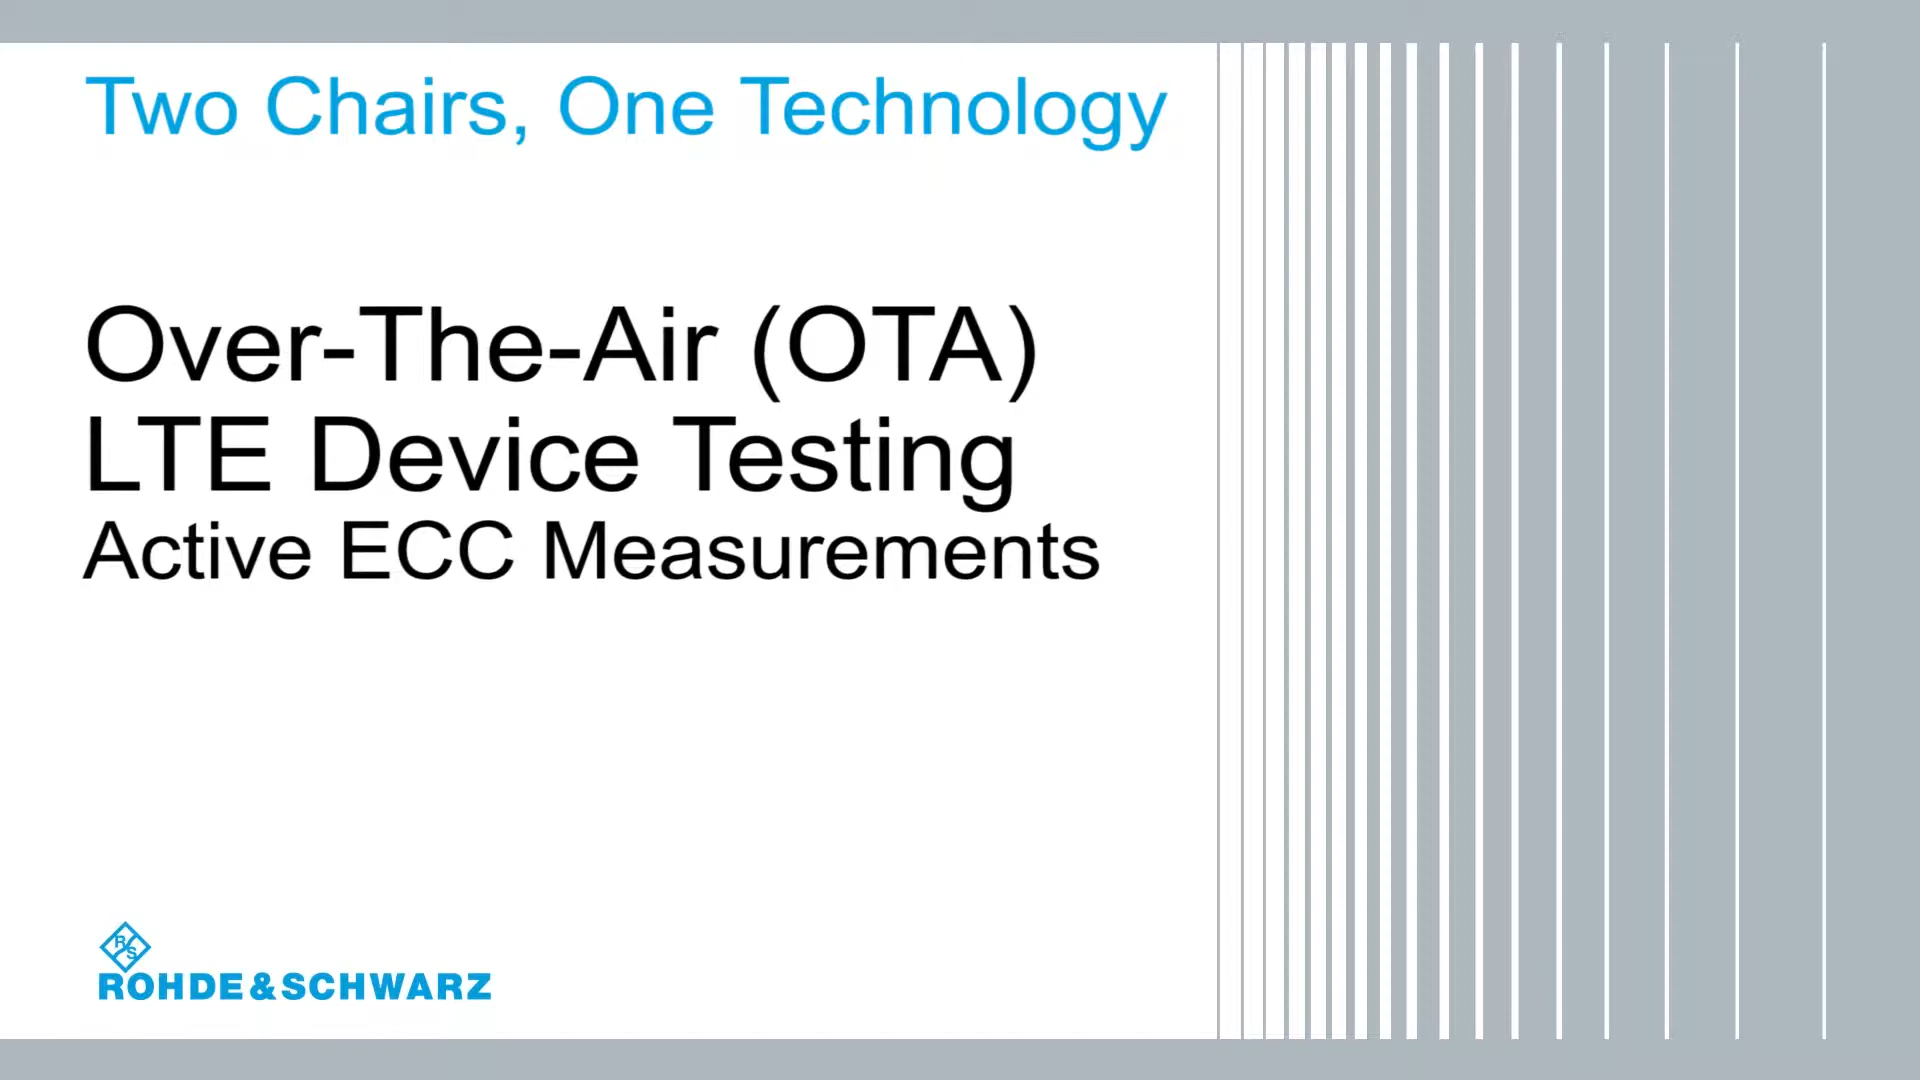 Two Chairs, One Technology
Over-The-Air (OTA)
LTE Device Testing
Active ECC Measurements
R S
ROHDE&SCHWARZ